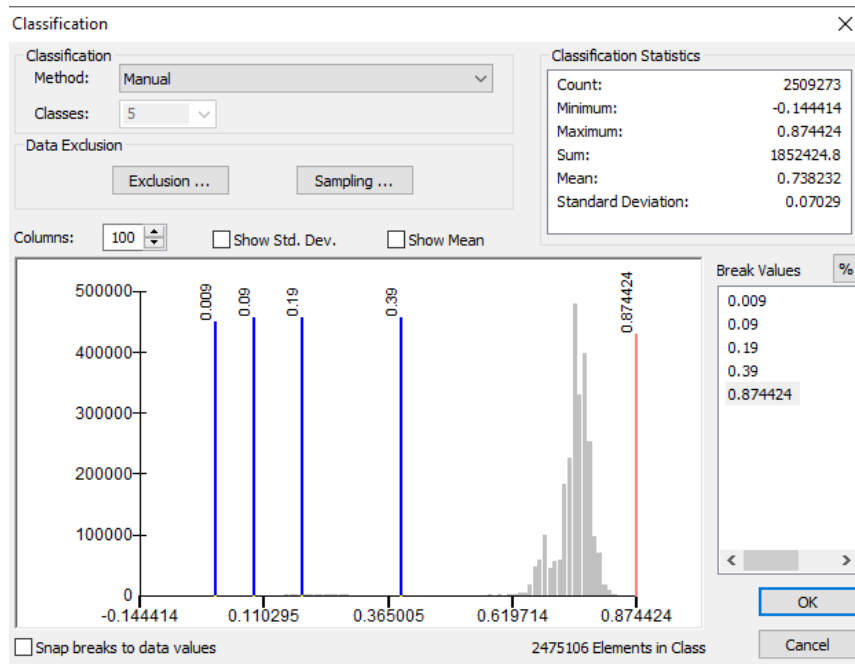 Classification
Classification
Method: Manual
Classes: 5
Data Exclusion
Exclusion ...
Sampling ...
Classification Statistics
Count: 2509273
Minimum: -0.144414
Maximum: 0.874424
Sum: 1852424.8
Mean: 0.738232
Standard Deviation: 0.07029
Columns: 100
Show Std. Dev.
Show Mean
Break Values %
0.009
0.09
0.19
0.39
0.874424
500000
400000
300000
200000
100000
0
0.009
0.09
0.19
0.39
0.874424
-0.144414 0.110295 0.365005 0.619714 0.874424
Snap breaks to data values
2475106 Elements in Class
OK
Cancel